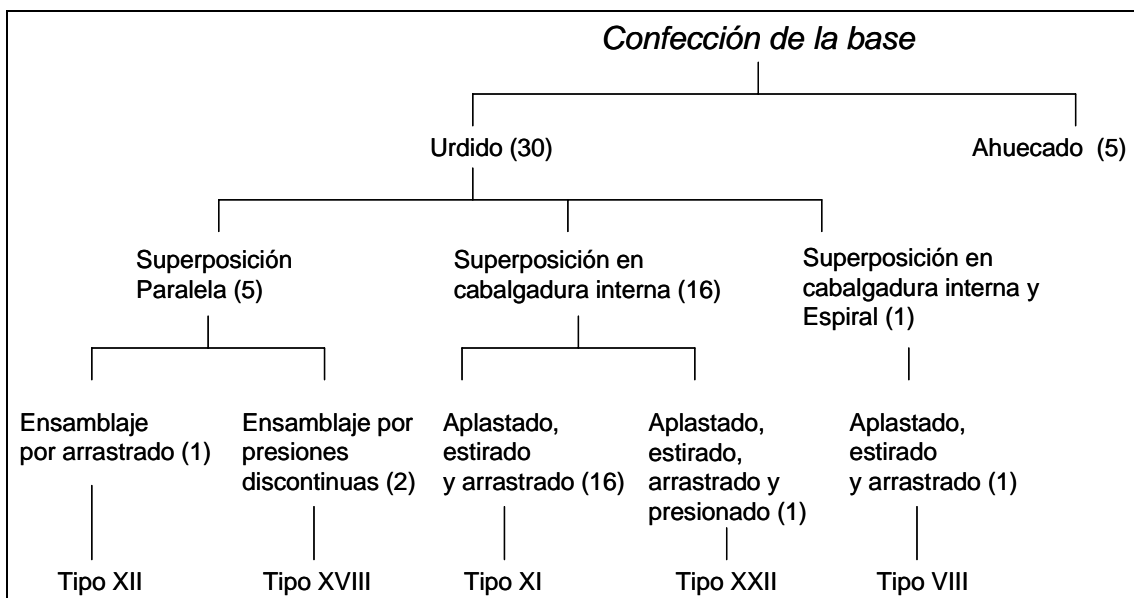 Confección de la base
Urdido (30)
Ahuecado (5)
Superposición
Paralela (5)
Superposición en
cabalgadura interna (16)
Superposición en
cabalgadura interna y
Espiral (1)
Ensamblaje
por arrastrado (1)
Ensamblaje por
presiones
discontinuas (2)
Aplastado,
estirado
y arrastrado (16)
Aplastado,
estirado,
arrastrado y
presionado (1)
Aplastado,
estirado
y arrastrado (1)
Tipo XII
Tipo XVIII
Tipo XI
Tipo XXII
Tipo VIII